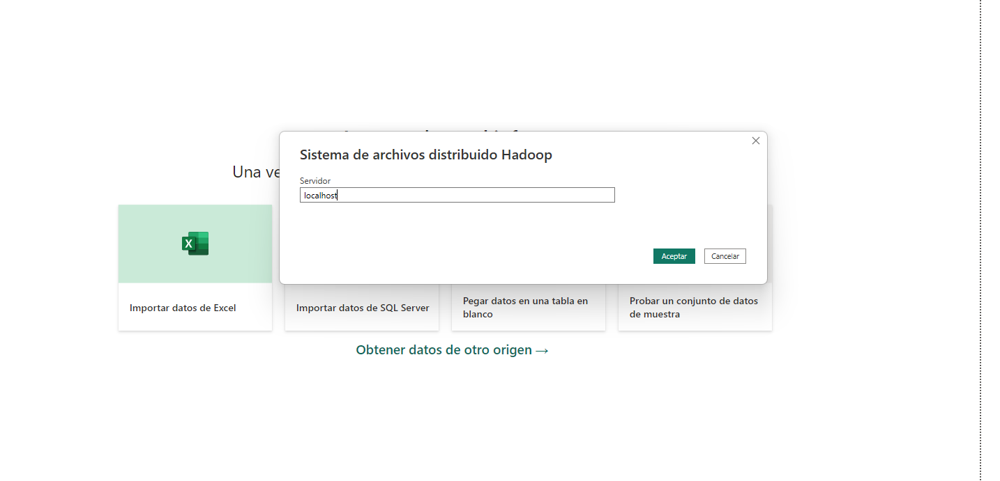 Sistema de archivos distribuido Hadoop
Una ve
Servidor
localhost
Aceptar
Cancelar
X
Importar datos de Excel
Importar datos de SQL Server
Pegar datos en una tabla en
blanco
Probar un conjunto de datos
de muestra
Obtener datos de otro origen →